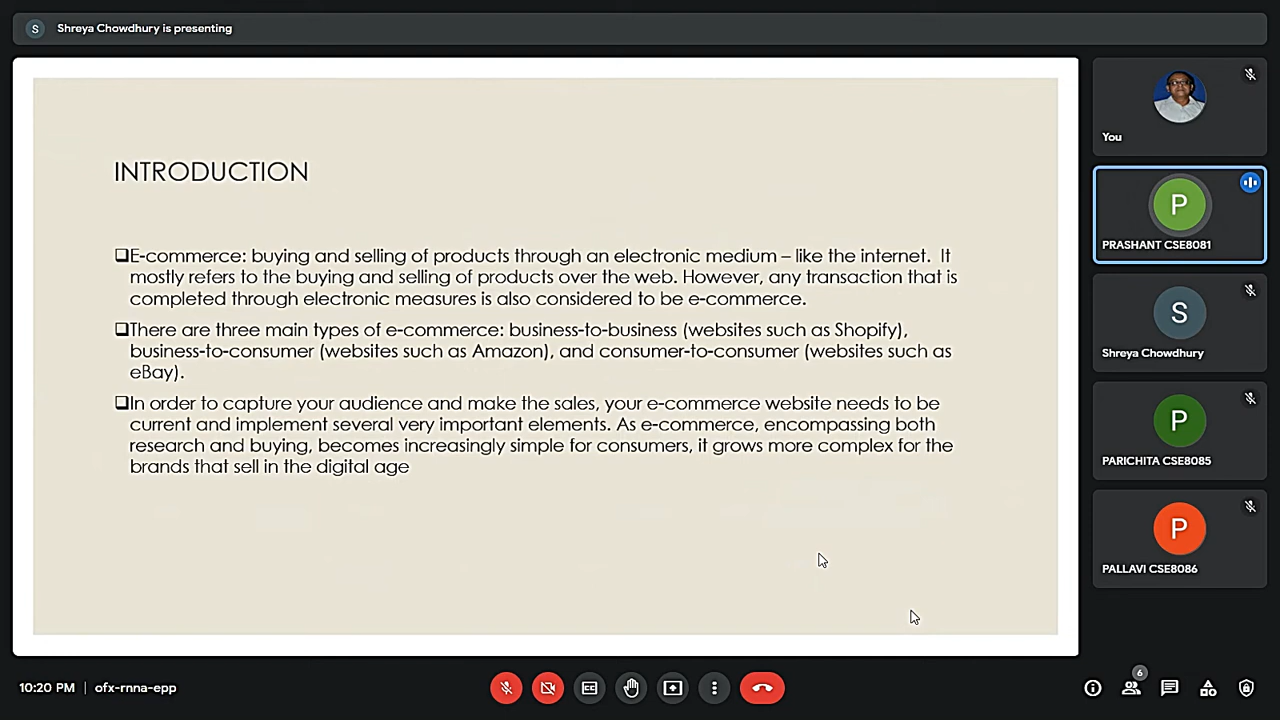 S Shreya Chowdhury is presenting
INTRODUCTION
❑E-commerce: buying and selling of products through an electronic medium – like the internet. It
mostly refers to the buying and selling of products over the web. However, any transaction that is
completed through electronic measures is also considered to be e-commerce.
❑There are three main types of e-commerce: business-to-business (websites such as Shopify),
business-to-consumer (websites such as Amazon), and consumer-to-consumer (websites such as
eBay).
❑In order to capture your audience and make the sales, your e-commerce website needs to be
current and implement several very important elements. As e-commerce, encompassing both
research and buying, becomes increasingly simple for consumers, it grows more complex for the
brands that sell in the digital age
You
P
PRASHANT CSE8081
S
Shreya Chowdhury
P
PARICHITA CSE8085
P
PALLAVI CSE8086
10:20 PM | ofx-rnna-epp
6